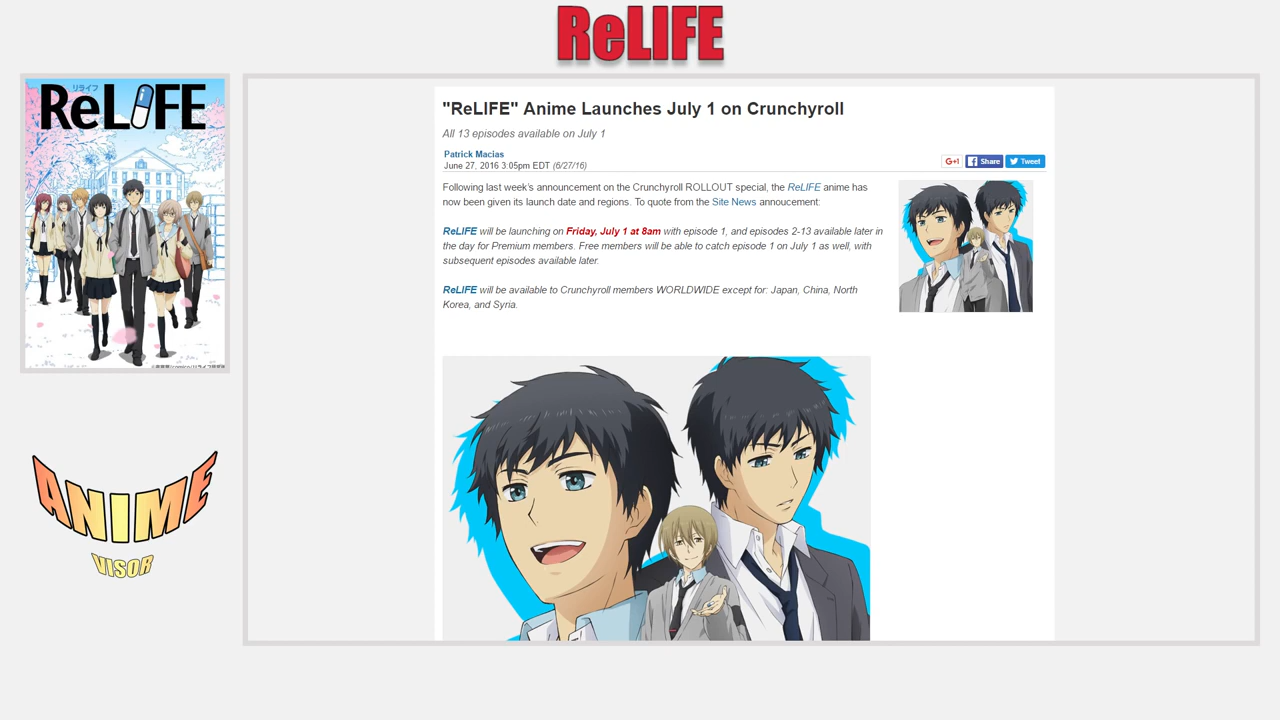 ReLIFE
リライフ
ReLIFE
"ReLIFE" Anime Launches July 1 on Crunchyroll
All 13 episodes available on July 1
Patrick Macias
June 27, 2016 3:05pm EDT (6/27/16)
G+1 Share Tweet
Following last week's announcement on the Crunchyroll ROLLOUT special, the ReLIFE anime has
now been given its launch date and regions. To quote from the Site News annoucement:
ReLIFE will be launching on Friday, July 1 at 8am with episode 1, and episodes 2-13 available later in
the day for Premium members. Free members will be able to catch episode 1 on July 1 as well, with
subsequent episodes available later.
ReLIFE will be available to Crunchyroll members WORLDWIDE except for: Japan, China, North
Korea, and Syria.
ANIME
VISOR